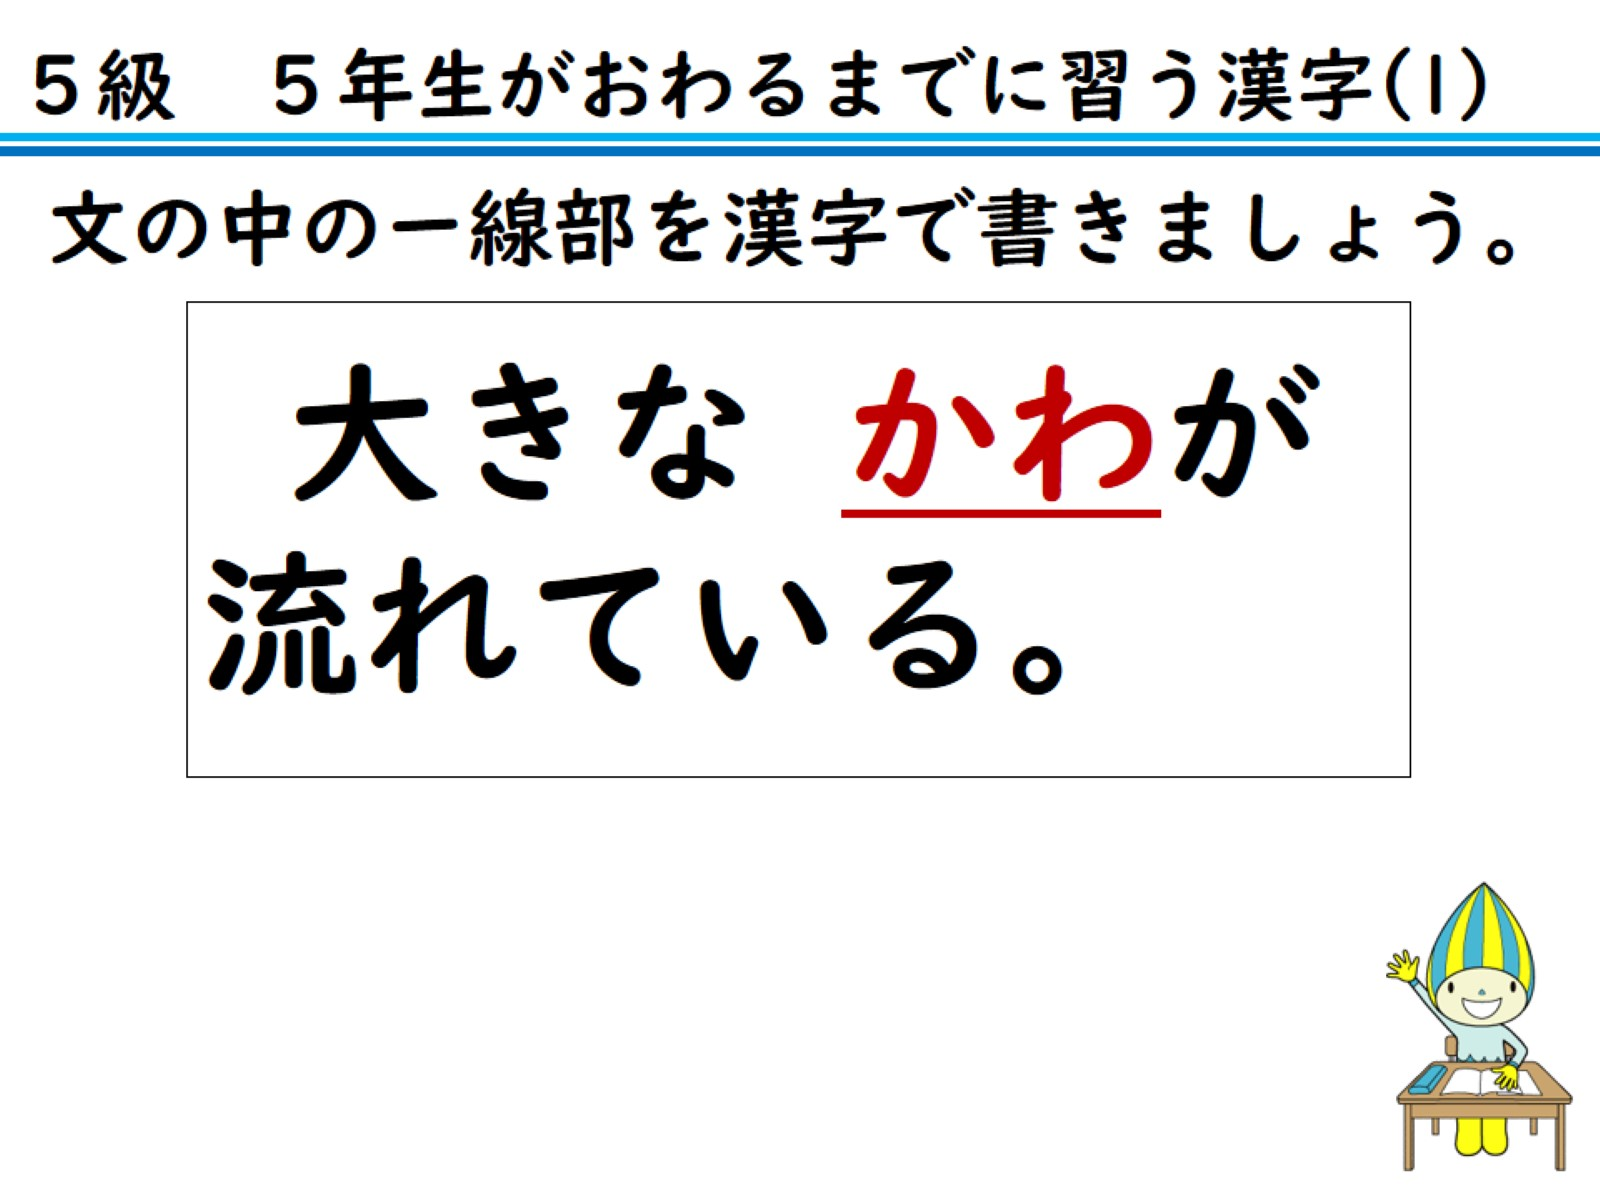 ５級　５年生がおわるまでに習う漢字(1)
文の中の一線部を漢字で書きましょう。
大きな かわが
流れている。